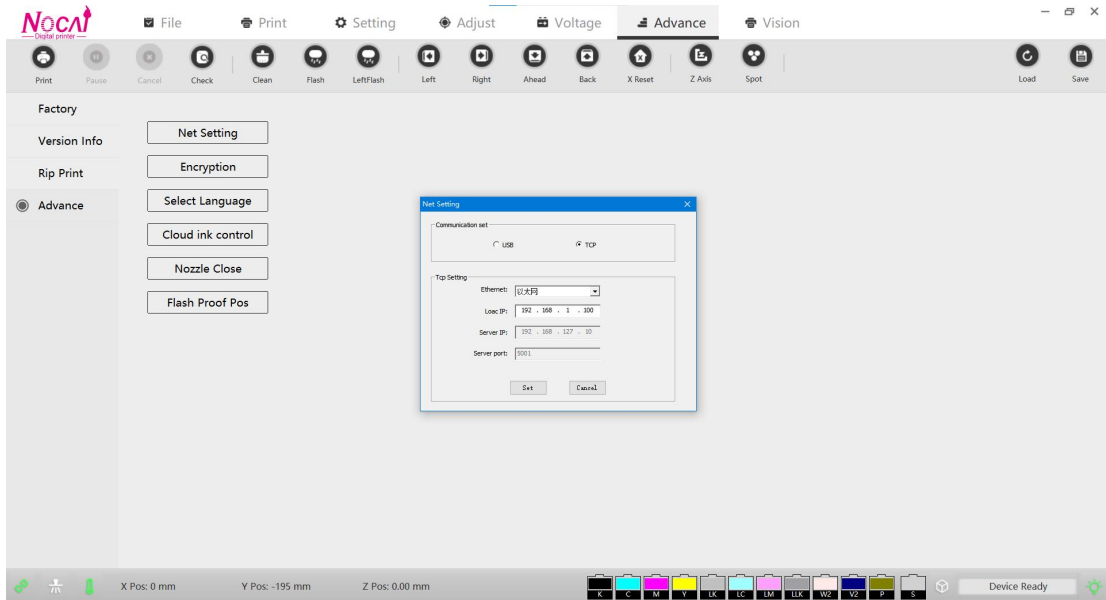 NOCAI
Digital printer
File Print Setting Adjust Voltage Advance Vision
Print Pause Cancel Check Clean Flash LeftFlash Left Right Ahead Back X Reset Z Axis Spot Load Save
Factory
Version Info
Rip Print
Advance
Net Setting
Encryption
Select Language
Cloud ink control
Nozzle Close
Flash Proof Pos
Net Setting
Communication set
USB TCP
Tcp Setting
Ethernet: 以太网
Loac IP: 192 . 168 . 1 . 100
Server IP: 192 . 168 . 127 . 10
Server port: 5001
Set Cancel
X Pos: 0 mm Y Pos: -195 mm Z Pos: 0.00 mm K C M Y LK LC LM LLK W2 V2 P S Device Ready